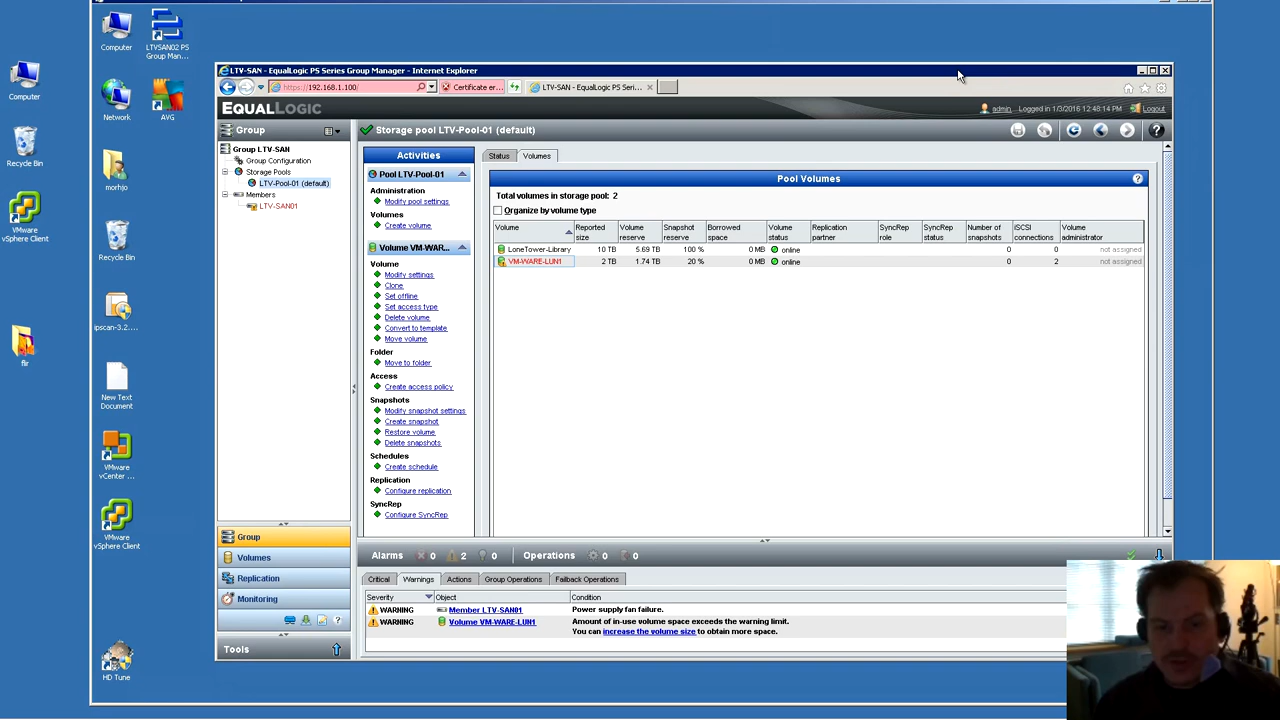 Computer
LTVSAN02 PS
Group Man...
Computer
Network
AVG
Recycle Bin
morhjo
VMware
vSphere Client
Recycle Bin
ipscan-3.2....
flr
New Text
Document
VMware
vCenter ...
VMware
vSphere Client
HD Tune
LTV-SAN - EqualLogic PS Series Group Manager - Internet Explorer
https://192.168.1.100/
Certificate er...
LTV-SAN - EqualLogic PS Seri...
EQUALLOGIC
admin Logged in 1/3/2016 12:48:14 PM Logout
Group
Storage pool LTV-Pool-01 (default)
Group LTV-SAN
Group Configuration
Storage Pools
LTV-Pool-01 (default)
Members
LTV-SAN01
Activities
Pool LTV-Pool-01
Administration
Modify pool settings
Volumes
Create volume
Volume VM-WAR...
Volume
Modify settings
Clone
Set offline
Set access type
Delete volume
Convert to template
Move volume
Folder
Move to folder
Access
Create access policy
Snapshots
Modify snapshot settings
Create snapshot
Restore volume
Delete snapshots
Schedules
Create schedule
Replication
Configure replication
SyncRep
Configure SyncRep
Status Volumes
Pool Volumes
Total volumes in storage pool: 2
Organize by volume type
Volume Reported size Volume reserve Snapshot reserve Borrowed space Volume status Replication partner SyncRep role SyncRep status Number of snapshots iSCSI connections Volume administrator
LoneTower-Library 10 TB 5.69 TB 100 % 0 MB online 0 0 not assigned
VM-WARE-LUN1 2 TB 1.74 TB 20 % 0 MB online 0 2 not assigned
Group
Volumes
Replication
Monitoring
Tools
Alarms 0 2 0 Operations 0 0
Critical Warnings Actions Group Operations Failback Operations
Severity Object Condition
WARNING Member LTV-SAN01 Power supply fan failure.
WARNING Volume VM-WARE-LUN1 Amount of in-use volume space exceeds the warning limit.
You can increase the volume size to obtain more space.